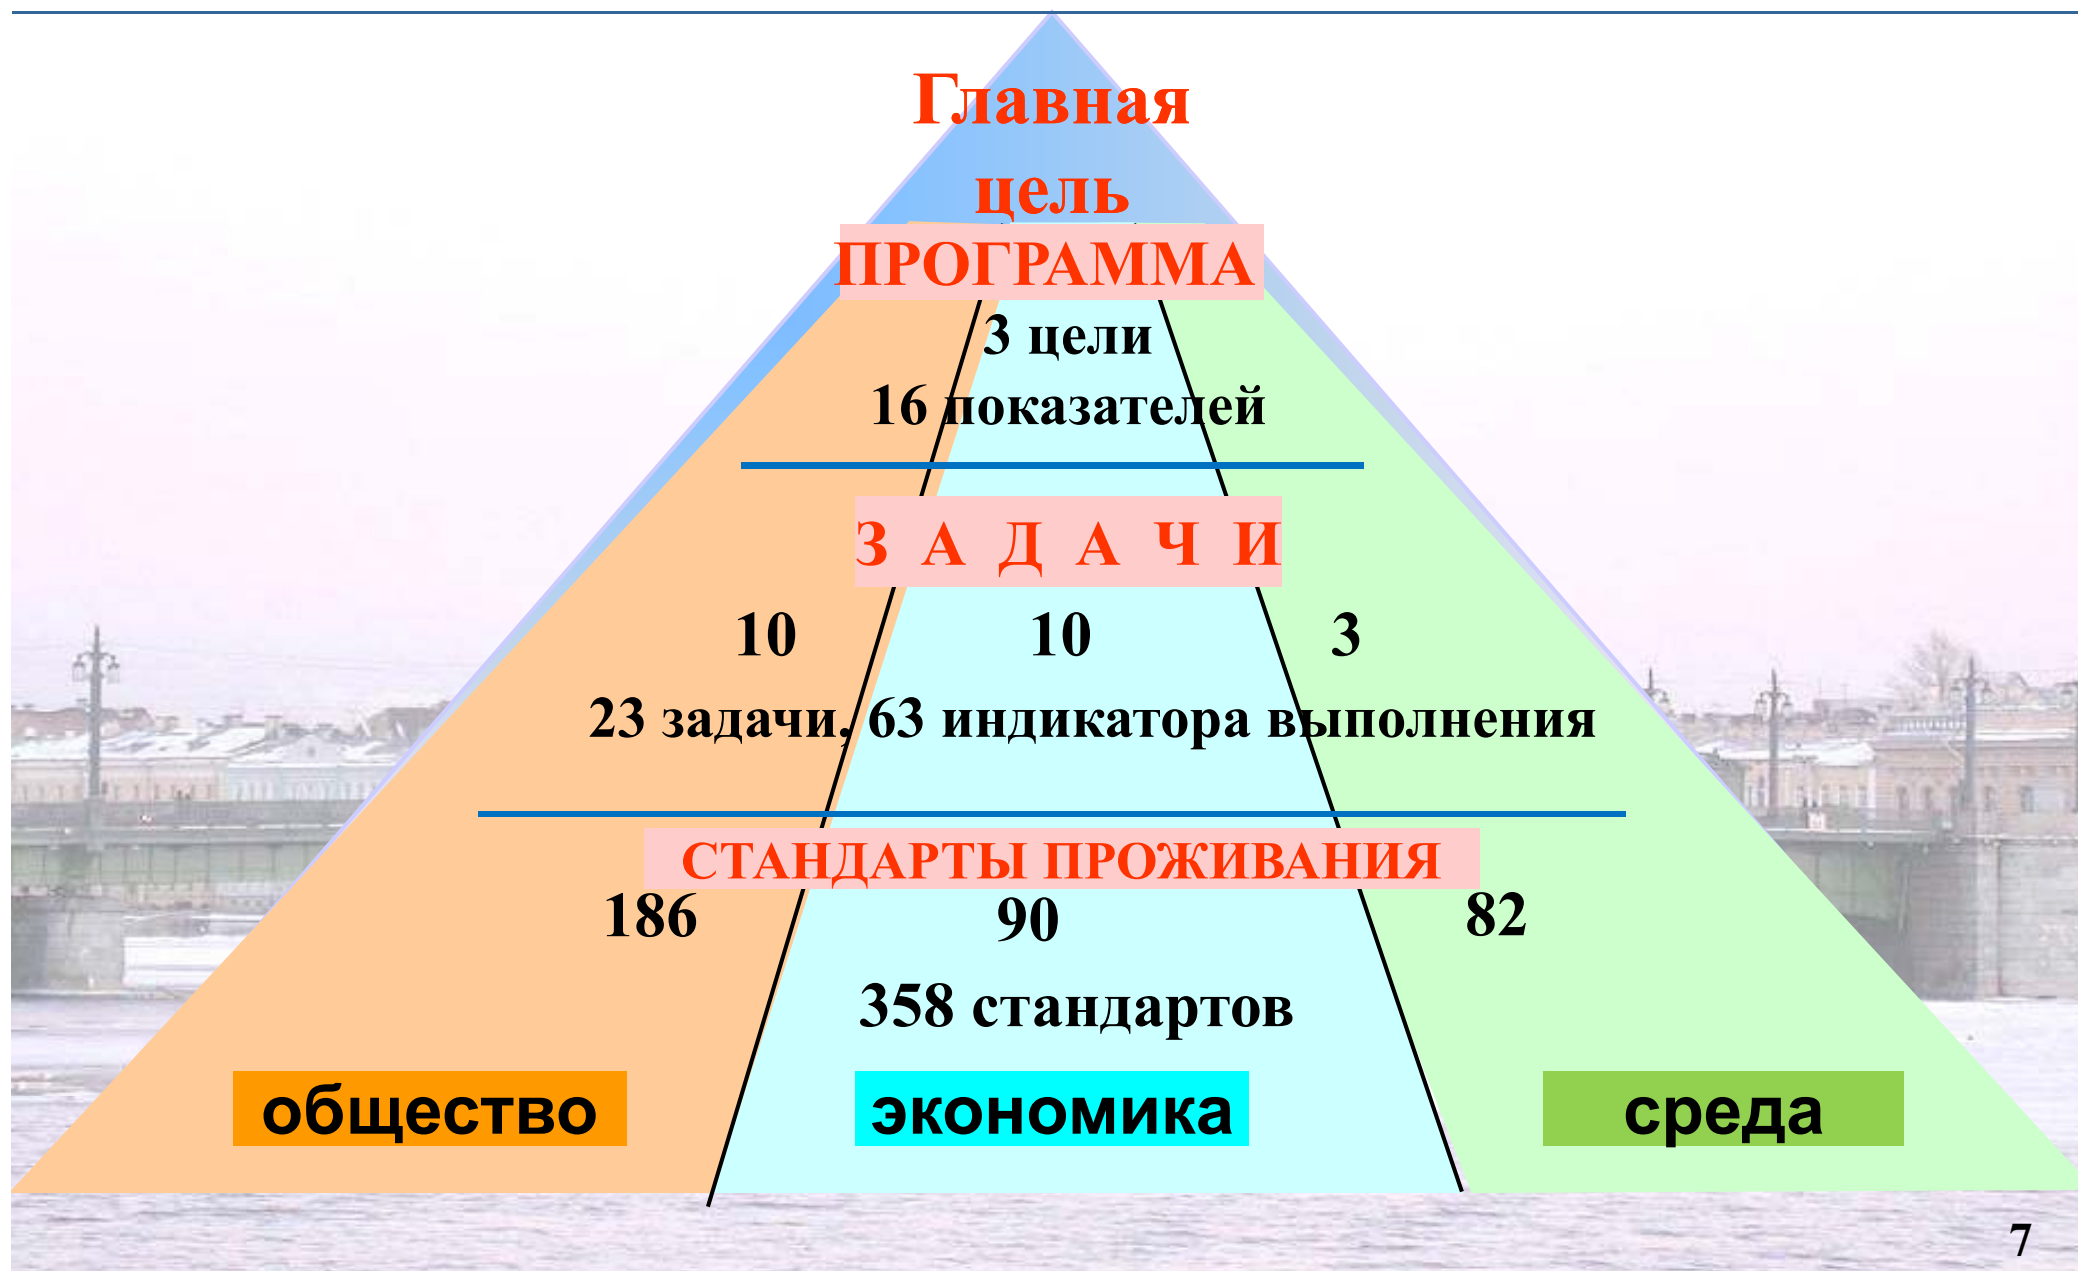 Главная
цель
ПРОГРАММА
3 цели
16 показателей
З А Д А Ч И
10 10 3
23 задачи, 63 индикатора выполнения
СТАНДАРТЫ ПРОЖИВАНИЯ
186 90 82
358 стандартов
общество экономика среда
7